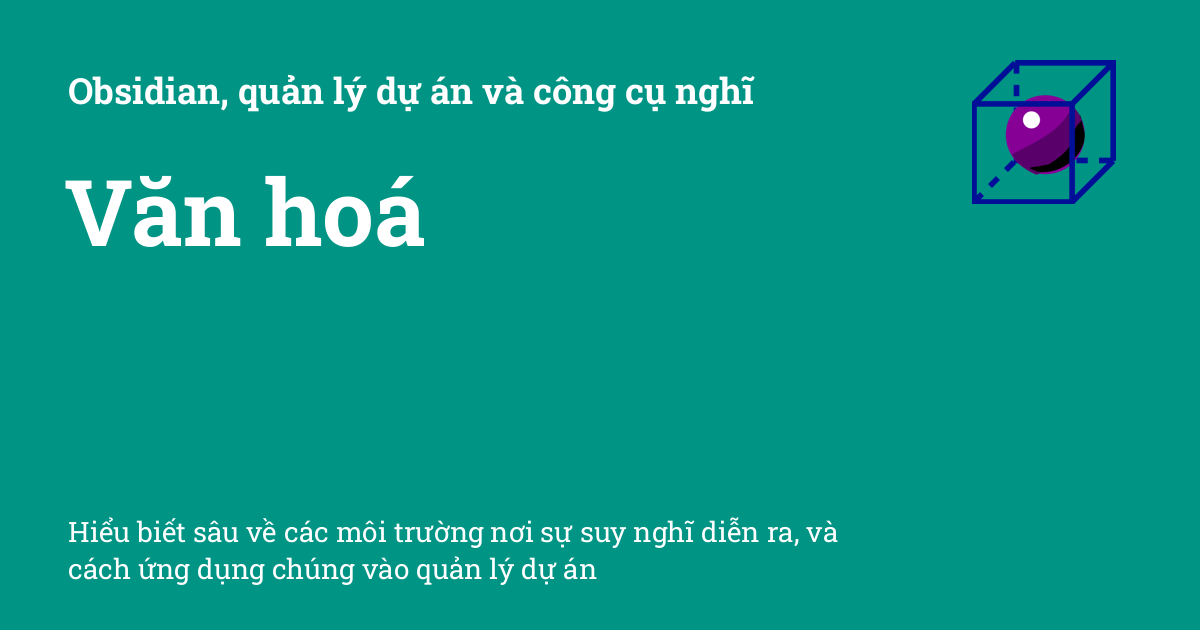 Obsidian, quản lý dự án và công cụ nghĩ
Văn hoá
Hiểu biết sâu về các môi trường nơi sự suy nghĩ diễn ra, và
cách ứng dụng chúng vào quản lý dự án